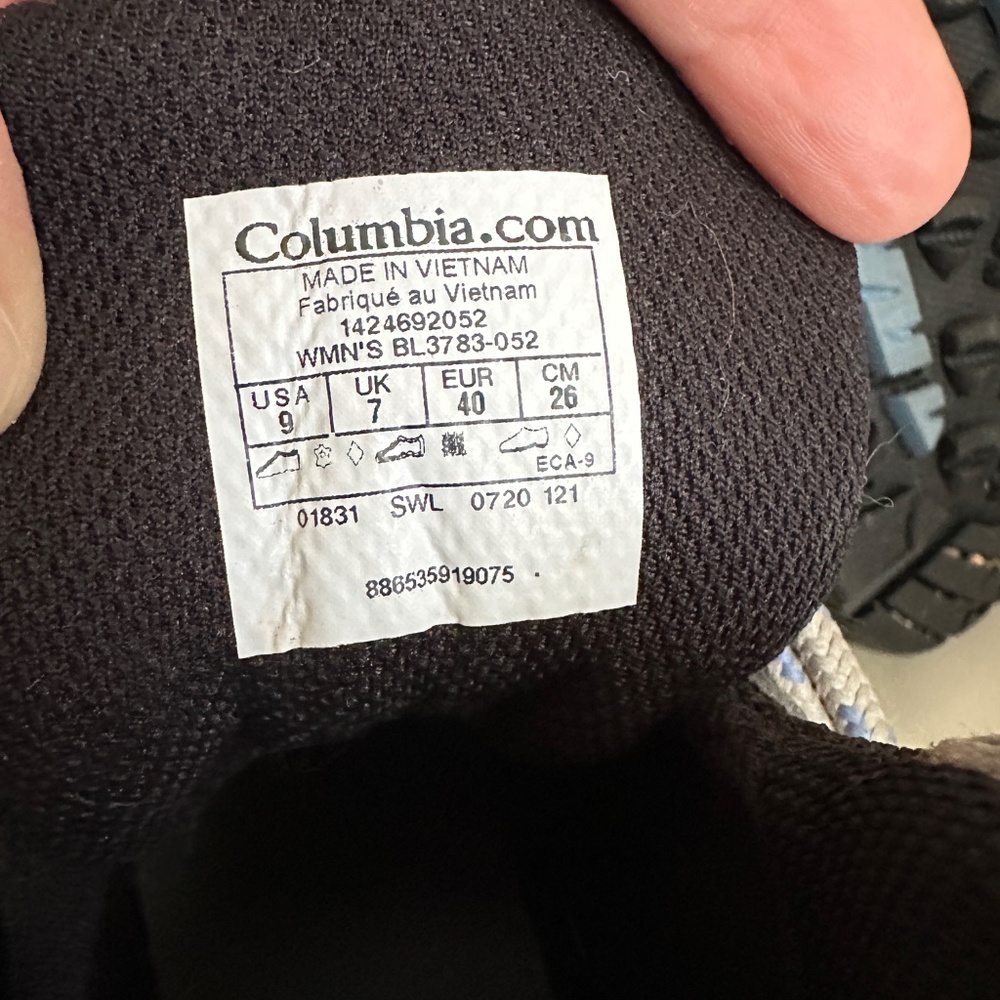 Columbia.com
MADE IN VIETNAM
Fabriqué au Vietnam
1424692052
WMN'S BL3783-052
USA UK EUR CM
9 7 40 26
ECA-9
01831 SWL 0720 121
886535919075